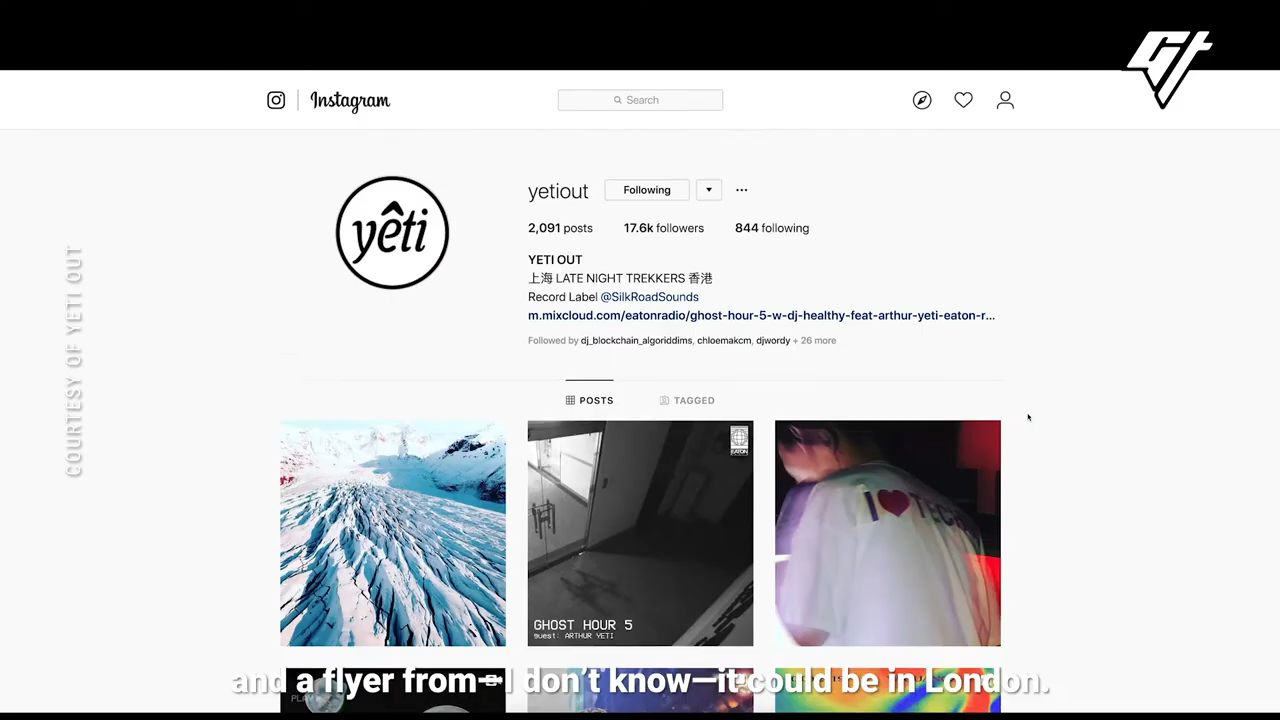 Gt
Instagram
Search
yêti
yetiout
Following
2,091 posts
17.6k followers
844 following
YETI OUT
上海 LATE NIGHT TREKKERS 香港
Record Label @SilkRoadSounds
m.mixcloud.com/eatonradio/ghost-hour-5-w-dj-healthy-feat-arthur-yeti-eaton-r...
Followed by dj_blockchain_algoriddims, chloemakcm, djwordy + 26 more
COURTESY OF YETI OUT
POSTS
TAGGED
EATON
I ❤ TECH
GHOST HOUR 5
guest: ARTHUR YETI
PLAY
and a flyer from—I don't know—it could be in London.